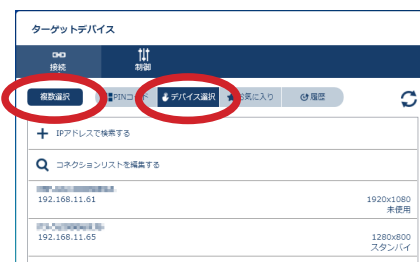 ターゲットデバイス
接続 制御
複数選択 PINコード デバイス選択 お気に入り 履歴
IPアドレスで検索する
コネクションリストを編集する
192.168.11.61 1920x1080
未使用
192.168.11.65 1280x800
スタンバイ